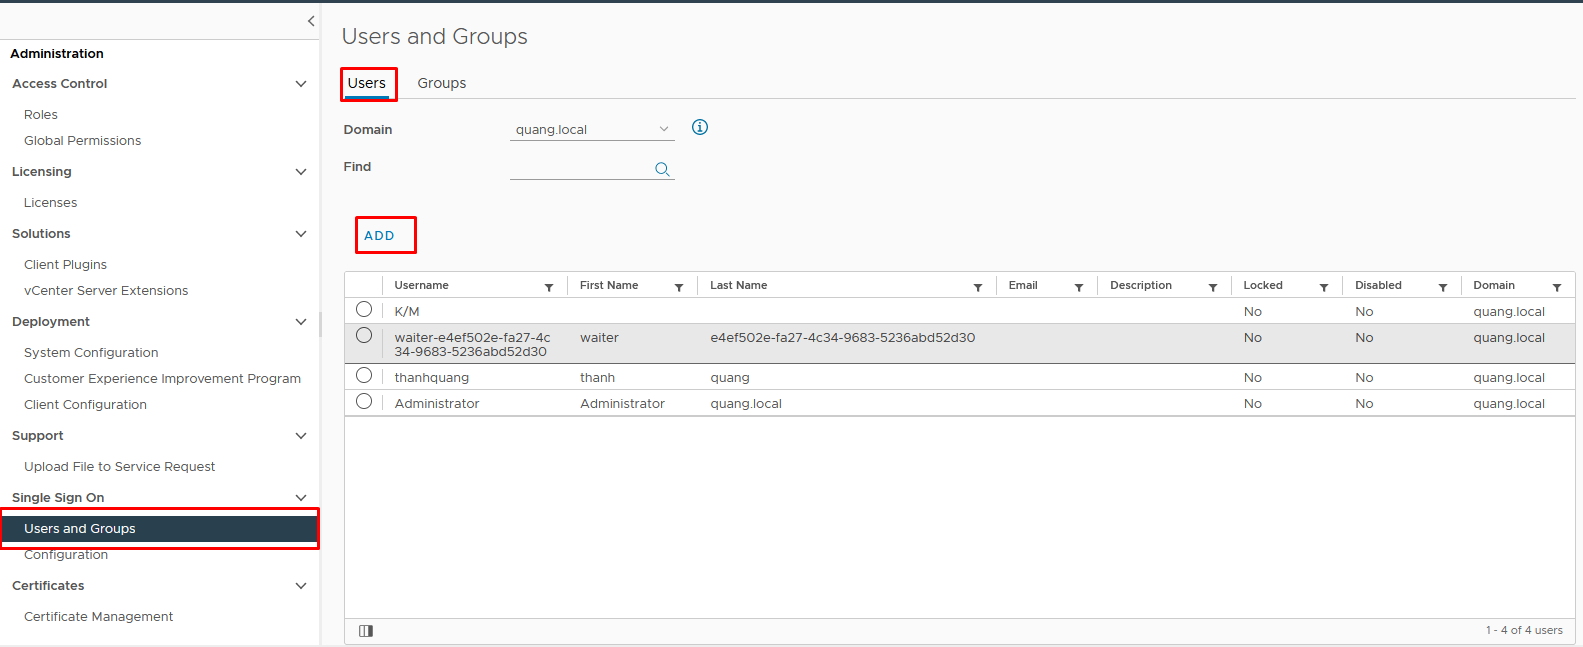 Administration
Access Control
Roles
Global Permissions
Licensing
Licenses
Solutions
Client Plugins
vCenter Server Extensions
Deployment
System Configuration
Customer Experience Improvement Program
Client Configuration
Support
Upload File to Service Request
Single Sign On
Users and Groups
Configuration
Certificates
Certificate Management
Users and Groups
Users Groups
Domain quang.local
Find
ADD
Username First Name Last Name Email Description Locked Disabled Domain
K/M No No quang.local
waiter-e4ef502e-fa27-4c waiter e4ef502e-fa27-4c34-9683-5236abd52d30 No No quang.local
34-9683-5236abd52d30
thanhquang thanh quang No No quang.local
Administrator Administrator quang.local No No quang.local
1 - 4 of 4 users